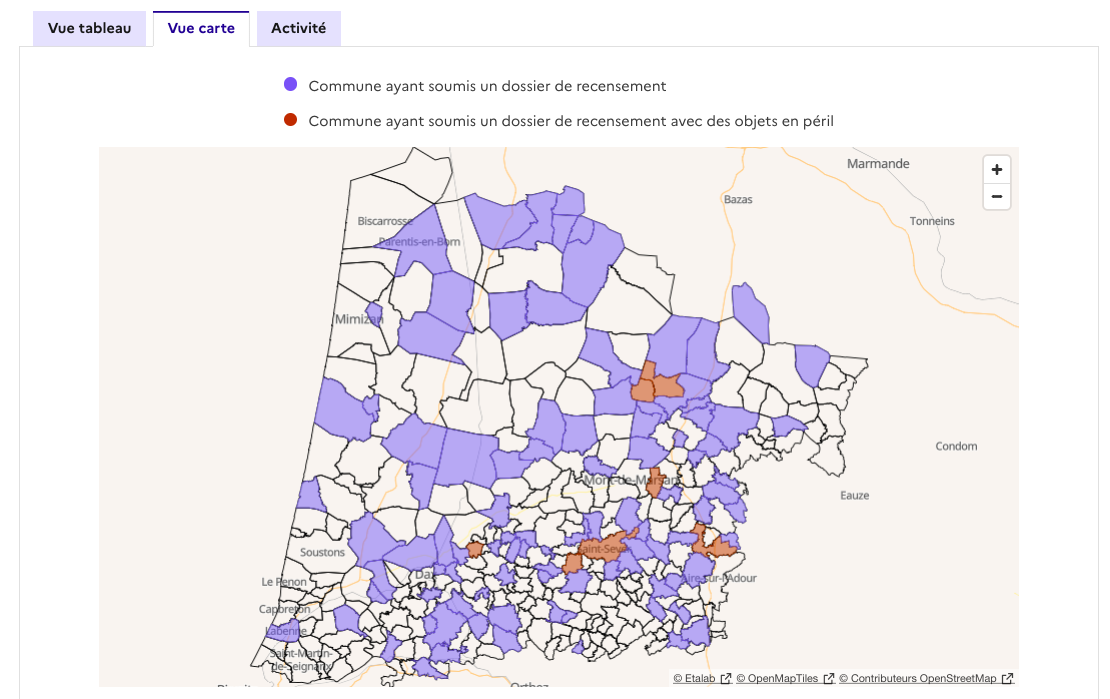 Vue tableau
Vue carte
Activité
Commune ayant soumis un dossier de recensement
Commune ayant soumis un dossier de recensement avec des objets en péril
Marmande
+
−
Bazas
Biscarrosse
Tonneins
Parentis-en-Born
Mimizan
Condom
Mont-de-Marsan
Eauze
Soustons
Saint-Sever
Dax
Aire-sur-l'Adour
Le Penon
Capbreton
Labenne
Saint-Martin-
de-Seignanx
© Etalab © OpenMapTiles © Contributeurs OpenStreetMap